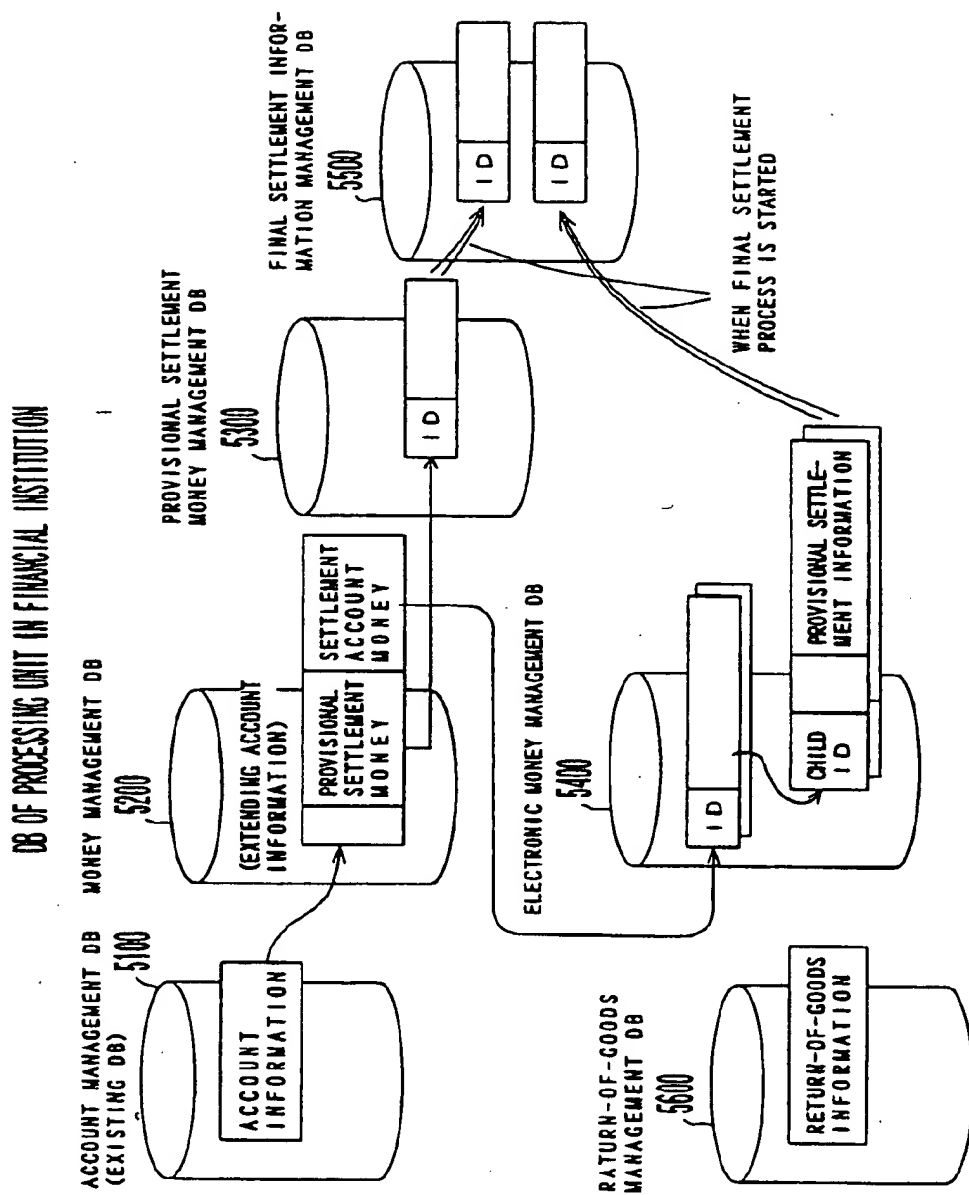 DB OF PROCESSING UNIT IN FINANCIAL INSTITUTION
ACCOUNT MANAGEMENT DB
(EXISTING DB)
5100
ACCOUNT
INFORMATION
MONEY MANAGEMENT DB
5200
(EXTENDING ACCOUNT
INFORMATION)
PROVISIONAL
SETTLEMENT
MONEY
SETTLEMENT
ACCOUNT
MONEY
PROVISIONAL SETTLEMENT
MONEY MANAGEMENT DB
5300
ID
FINAL SETTLEMENT INFOR-
MATION MANAGEMENT DB
5500
ID
ID
WHEN FINAL SETTLEMENT
PROCESS IS STARTED
RATURN-OF-GOODS
MANAGEMENT DB
5600
RETURN-OF-GOODS
INFORMATION
ELECTRONIC MONEY MANAGEMENT DB
5400
ID
CHILD
ID
PROVISIONAL SETTLE-
MENT INFORMATION